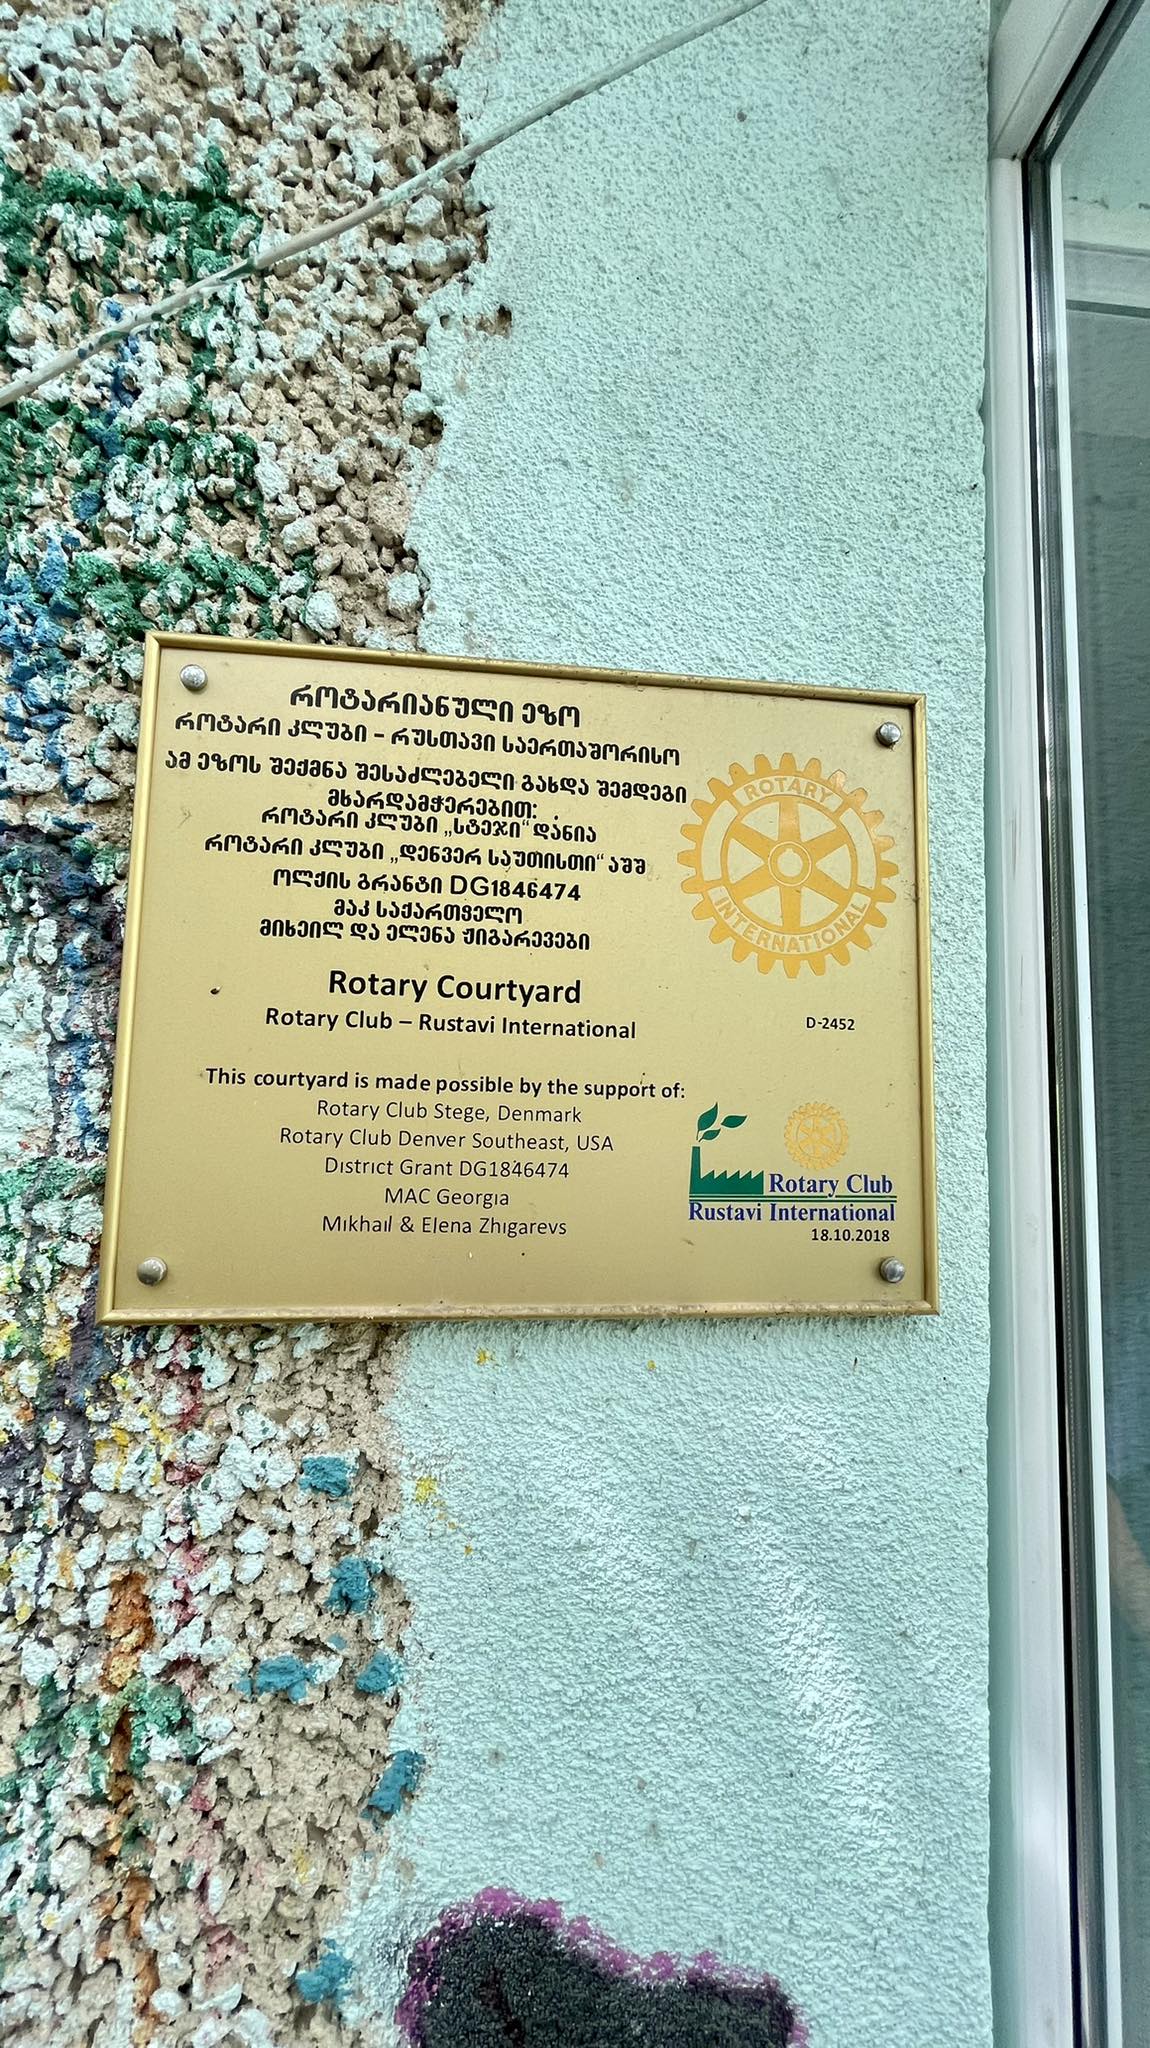 როტარიანული ეზო
როტარი კლუბი – რუსთავი საერთაშორისო
ამ ეზოს შექმნა შესაძლებელი გახდა შემდეგი
მხარდამჭერებით:
როტარი კლუბი „სტეჯი“ დანია
როტარი კლუბი „დენვერ საუთისთი“ აშშ
ოლქის გრანტი DG1846474
მაკ საქართველო
მიხეილ და ელენა ჟიგარევები
ROTARY
INTERNATIONAL
Rotary Courtyard
Rotary Club – Rustavi International
D-2452
This courtyard is made possible by the support of:
Rotary Club Stege, Denmark
Rotary Club Denver Southeast, USA
District Grant DG1846474
MAC Georgia
Mikhail & Elena Zhigarevs
Rotary Club
Rustavi International
18.10.2018